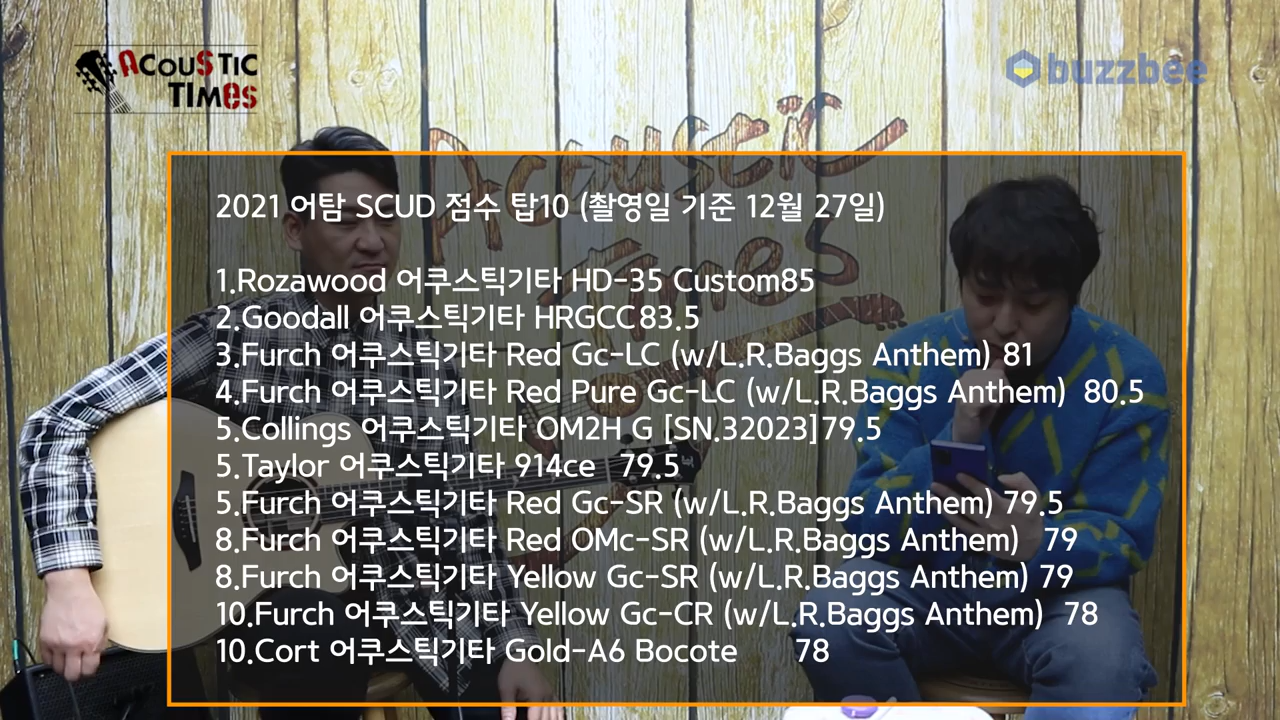 Acoustic Times
buzzbee
Acoustic
Times
2021 어탐 SCUD 점수 탑10 (촬영일 기준 12월 27일)
1.Rozawood 어쿠스틱기타 HD-35 Custom85
2.Goodall 어쿠스틱기타 HRGCC83.5
3.Furch 어쿠스틱기타 Red Gc-LC (w/L.R.Baggs Anthem) 81
4.Furch 어쿠스틱기타 Red Pure Gc-LC (w/L.R.Baggs Anthem) 80.5
5.Collings 어쿠스틱기타 OM2H G [SN.32023]79.5
5.Taylor 어쿠스틱기타 914ce 79.5
5.Furch 어쿠스틱기타 Red Gc-SR (w/L.R.Baggs Anthem) 79.5
8.Furch 어쿠스틱기타 Red OMc-SR (w/L.R.Baggs Anthem) 79
8.Furch 어쿠스틱기타 Yellow Gc-SR (w/L.R.Baggs Anthem) 79
10.Furch 어쿠스틱기타 Yellow Gc-CR (w/L.R.Baggs Anthem) 78
10.Cort 어쿠스틱기타 Gold-A6 Bocote 78